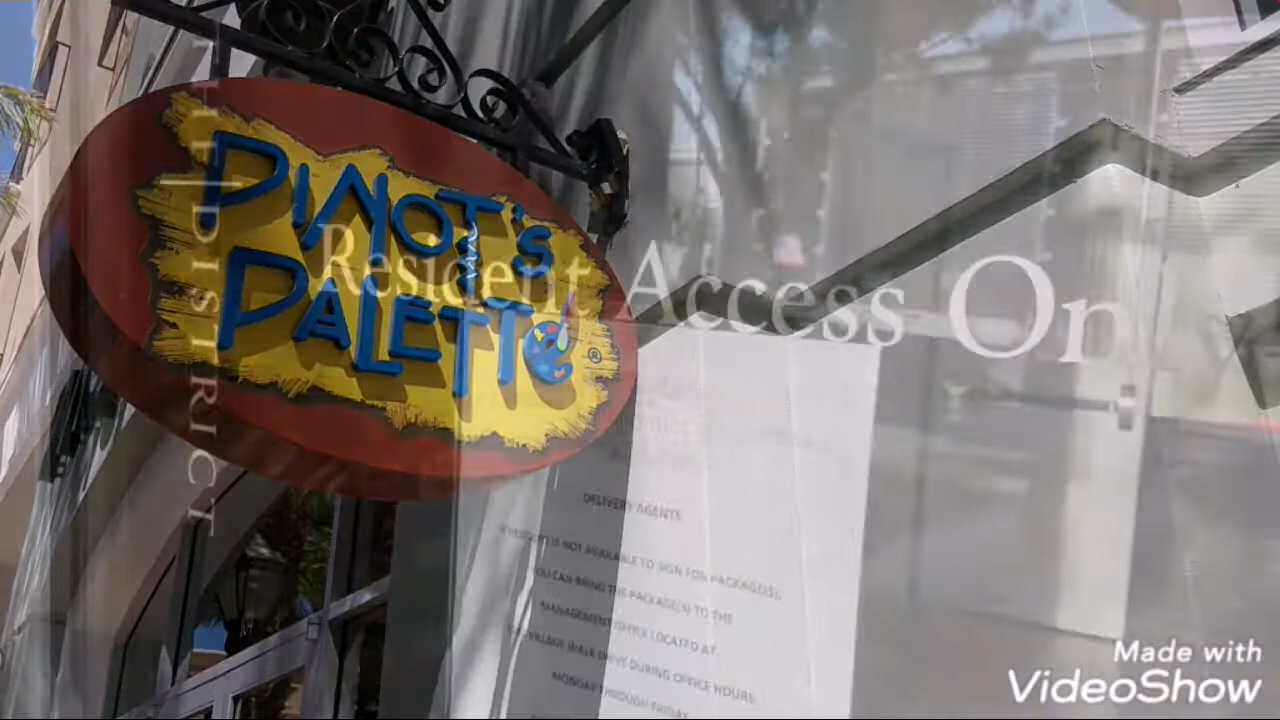 PINOT'S
PALETTE
®
DISTRICT
Resident Access On
DELIVERY AGENTS
IS NOT AVAILABLE TO SIGN FOR PACKAGE(S),
YOU CAN BRING THE PACKAGE(S) TO THE
MANAGEMENT OFFICE LOCATED AT
VILLAGE WALK DRIVE DURING OFFICE HOURS
MONDAY THROUGH FRIDAY
Made with
VideoShow